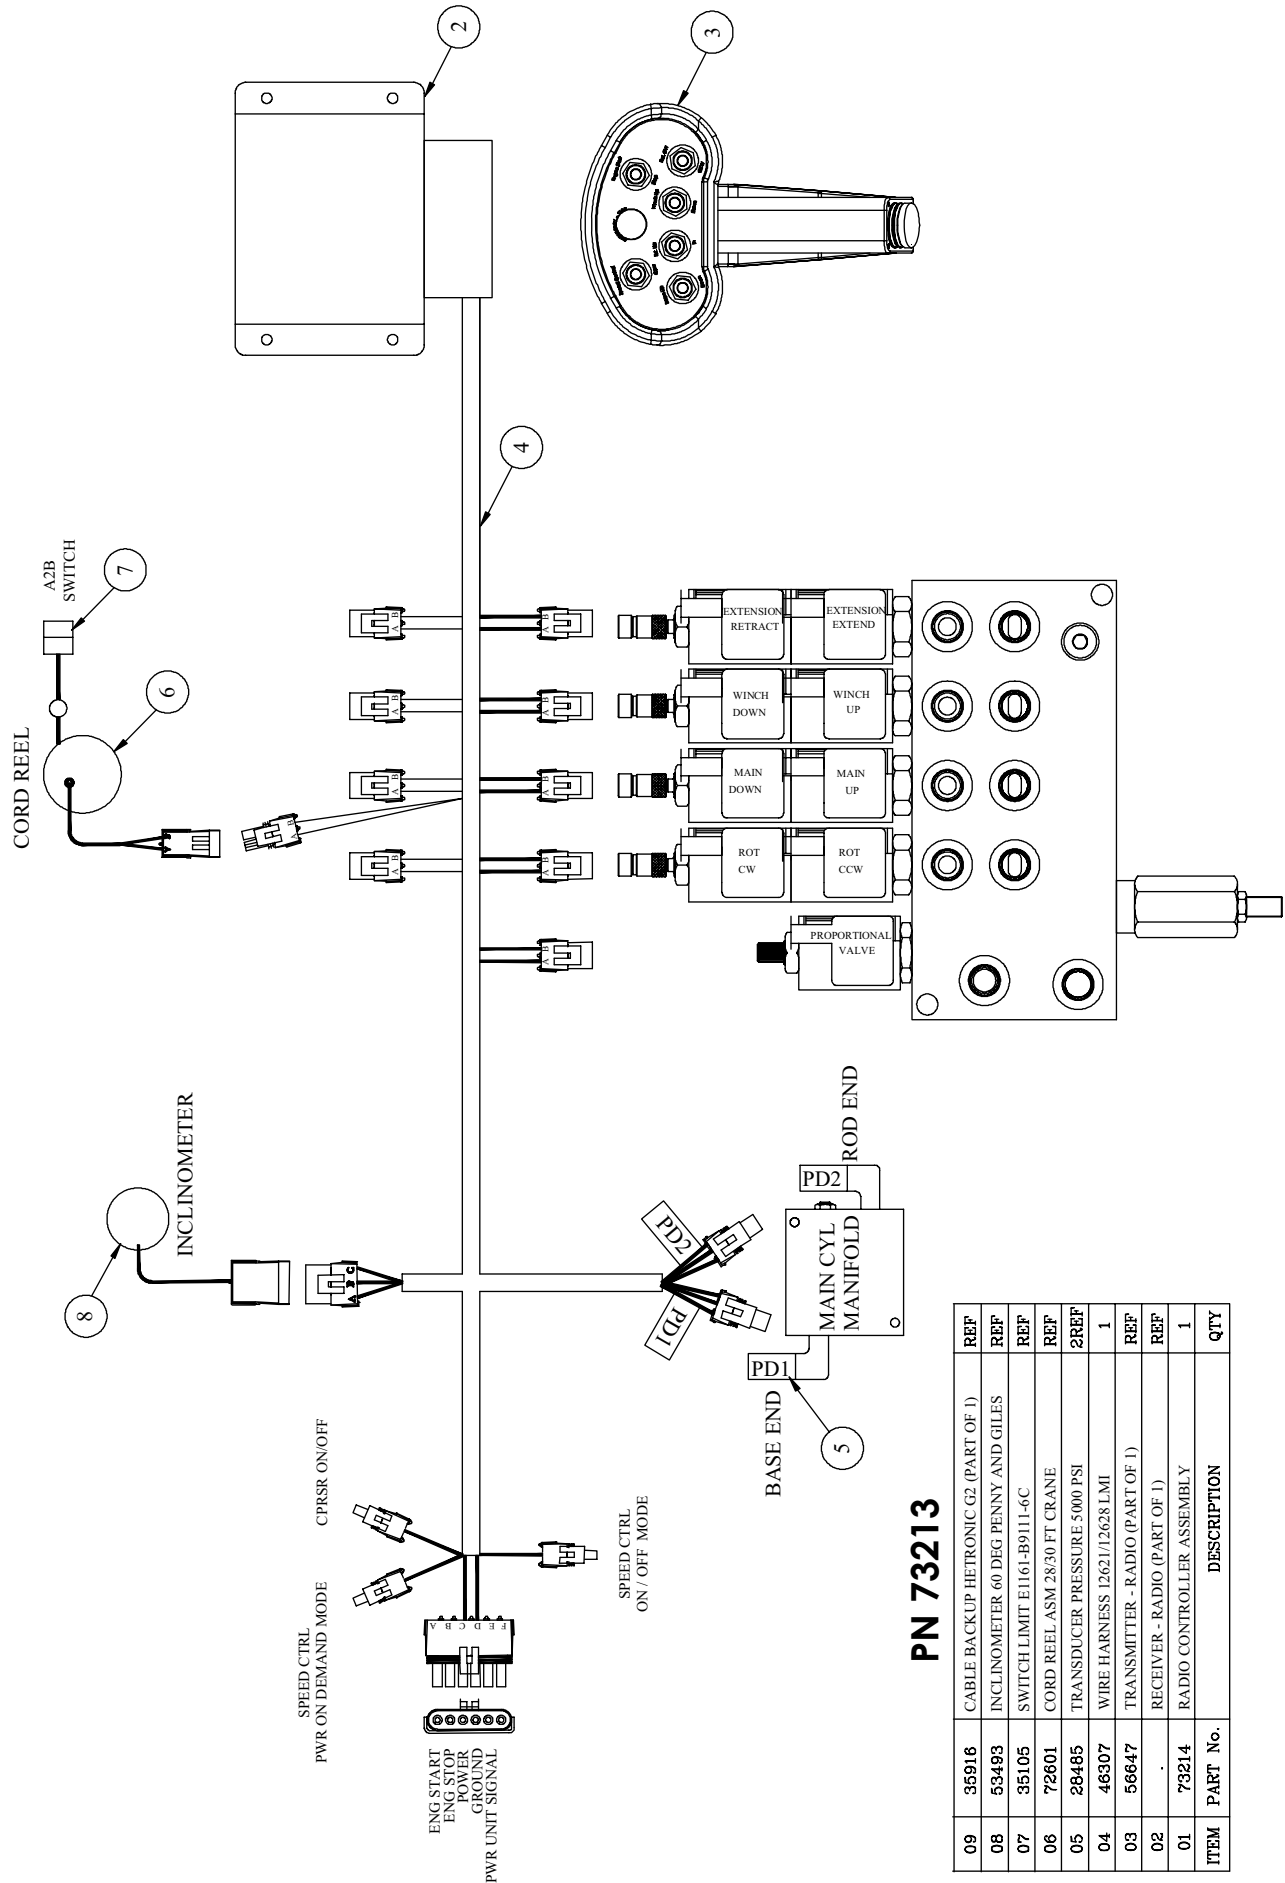 2
3
CORD REEL
A2B
SWITCH
7
6
4
EXTENSION
RETRACT
EXTENSION
EXTEND
WINCH
DOWN
WINCH
UP
MAIN
DOWN
MAIN
UP
ROT
CW
ROT
CCW
PROPORTIONAL
VALVE
A B
A B
A B
A B
A B
A B
A B
A B
A B
A B
8
INCLINOMETER
A B C
PD2
PD1
MAIN CYL
MANIFOLD
PD2
ROD END
PD1
BASE END
5
CPRSR ON/OFF
SPEED CTRL
PWR ON DEMAND MODE
SPEED CTRL
ON / OFF MODE
A B C D E F
ENG START
ENG STOP
POWER
GROUND
PWR UNIT SIGNAL
PN 73213
09 35916 CABLE BACKUP HETRONIC G2 (PART OF 1) REF
08 53493 INCLINOMETER 60 DEG PENNY AND GILES REF
07 35105 SWITCH LIMIT E1161-B9111-6C REF
06 72601 CORD REEL ASM 28/30 FT CRANE REF
05 28485 TRANSDUCER PRESSURE 5000 PSI 2REF
04 46307 WIRE HARNESS 12621/12628 LMI 1
03 56647 TRANSMITTER - RADIO (PART OF 1) REF
02 . RECEIVER - RADIO (PART OF 1) REF
01 73214 RADIO CONTROLLER ASSEMBLY 1
ITEM PART No. DESCRIPTION QTY